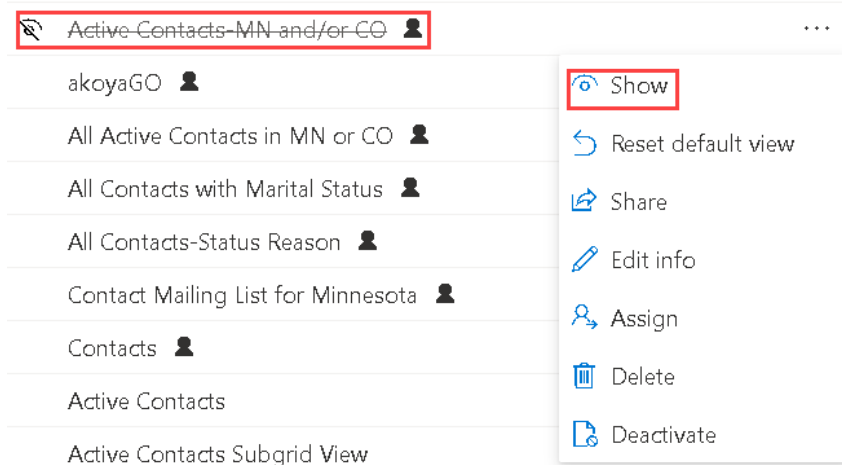 Active Contacts-MN and/or CO
akoyaGO
All Active Contacts in MN or CO
All Contacts with Marital Status
All Contacts-Status Reason
Contact Mailing List for Minnesota
Contacts
Active Contacts
Active Contacts Subgrid View
Show
Reset default view
Share
Edit info
Assign
Delete
Deactivate